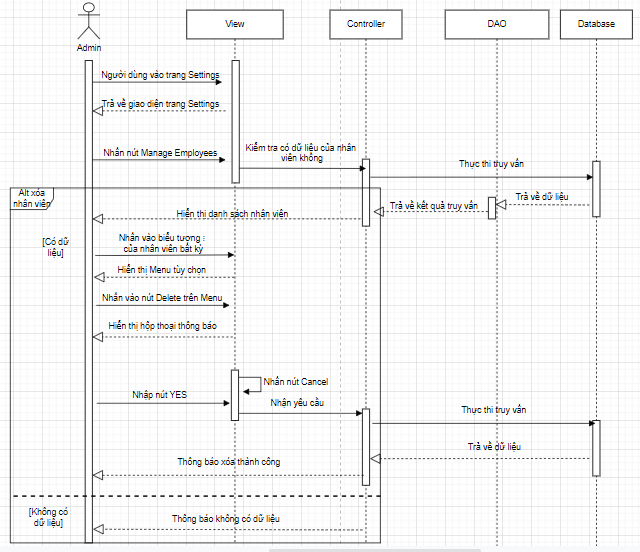 View
Controller
DAO
Database
Admin
Người dùng vào trang Settings
Trả về giao diện trang Settings
Nhấn nút Manage Employees
Kiểm tra có dữ liệu của nhân
viên không
Thực thi truy vấn
Trả về dữ liệu
Trả về kết quả truy vấn
Alt xóa
nhân viên
Hiển thị danh sách nhân viên
[Có dữ
liệu]
Nhấn vào biểu tượng :
của nhân viên bất kỳ
Hiển thị Menu tùy chọn
Nhấn vào nút Delete trên Menu
Hiển thị hộp thoại thông báo
Nhấn nút Cancel
Nhập nút YES
Nhận yêu cầu
Thực thi truy vấn
Trả về dữ liệu
Thông báo xóa thành công
[Không có
dữ liệu]
Thông báo không có dữ liệu